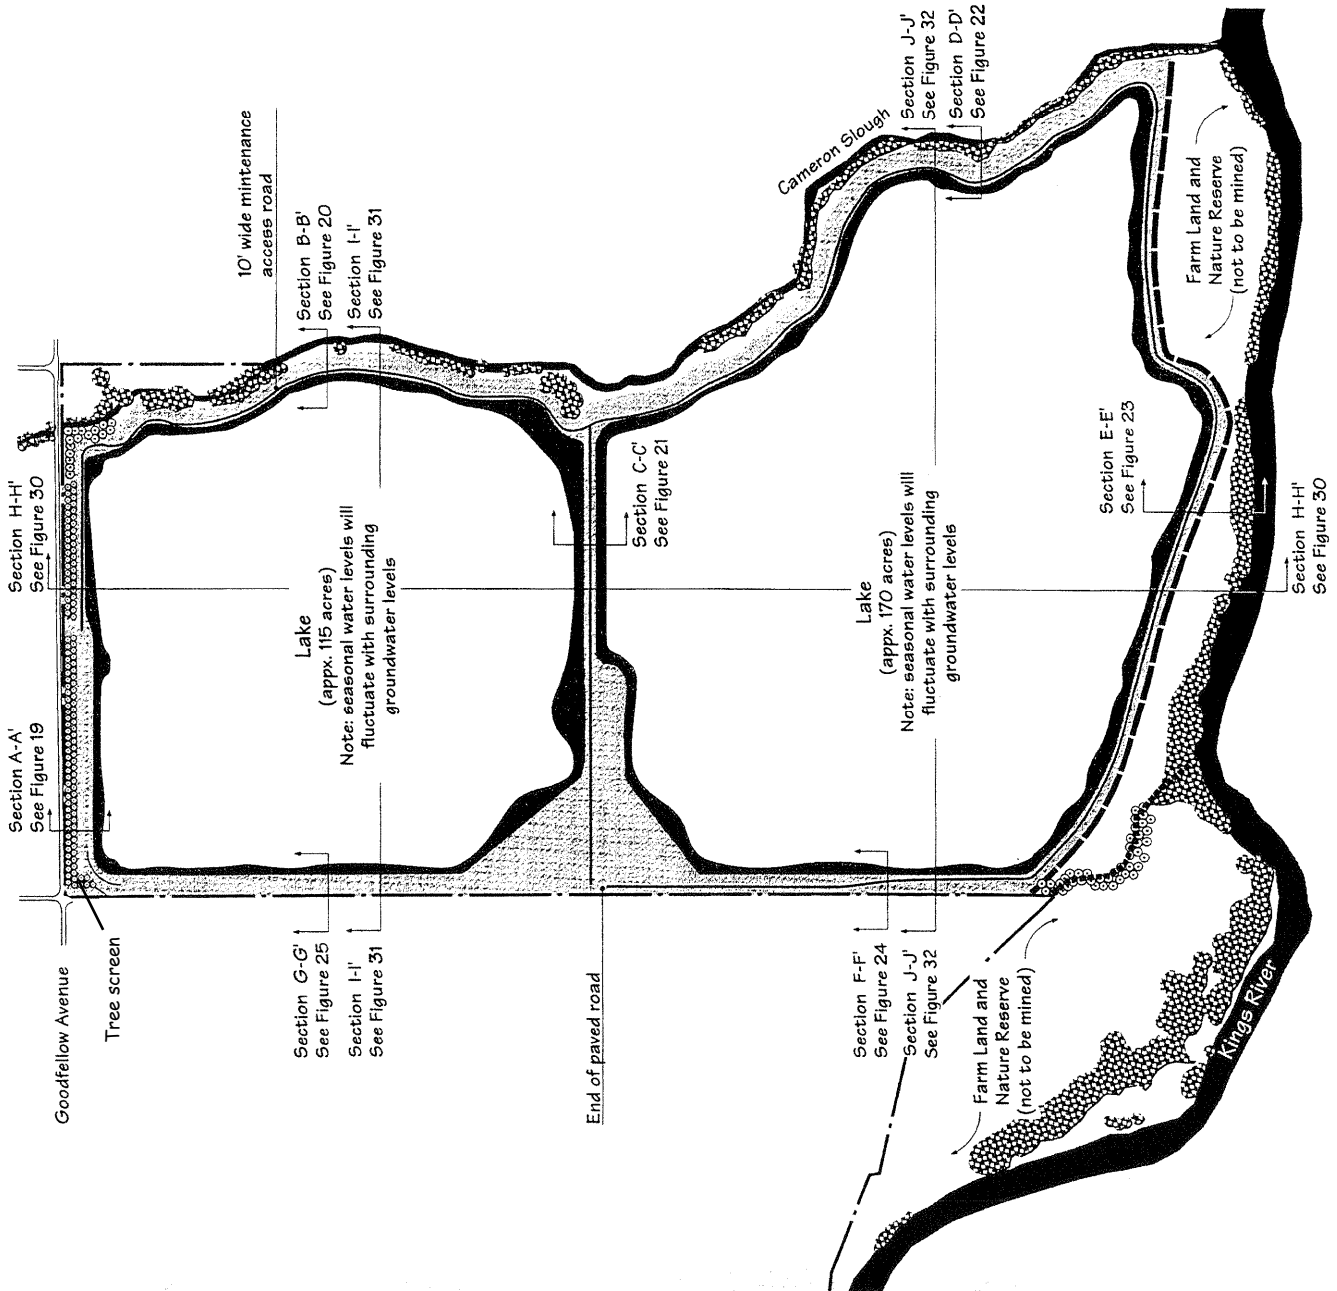 Goodfellow Avenue
Tree screen
Section A-A'
See Figure 19
Section H-H'
See Figure 30
10' wide mintenance
access road
Section B-B'
See Figure 20
Section I-I'
See Figure 31
Section G-G'
See Figure 25
Section I-I'
See Figure 31
Lake
(appx. 115 acres)
Note: seasonal water levels will
fluctuate with surrounding
groundwater levels
End of paved road
Section C-C'
See Figure 21
Cameron Slough
Section J-J'
See Figure 32
Section D-D'
See Figure 22
Lake
(appx. 170 acres)
Note: seasonal water levels will
fluctuate with surrounding
groundwater levels
Section F-F'
See Figure 24
Section J-J'
See Figure 32
Farm Land and
Nature Reserve
(not to be mined)
Section E-E'
See Figure 23
Farm Land and
Nature Reserve
(not to be mined)
Kings River
Section H-H'
See Figure 30